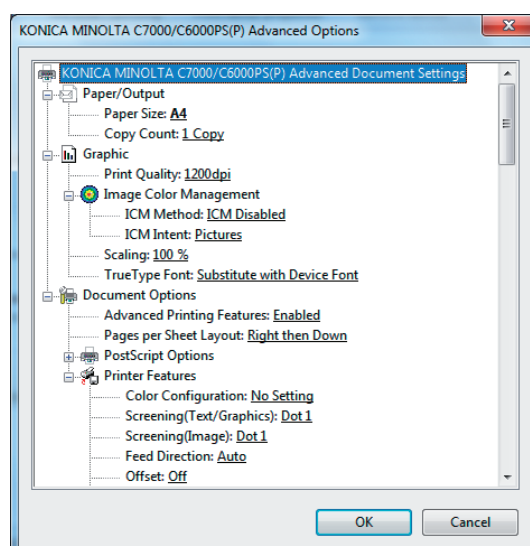 KONICA MINOLTA C7000/C6000PS(P) Advanced Options
KONICA MINOLTA C7000/C6000PS(P) Advanced Document Settings
Paper/Output
Paper Size: A4
Copy Count: 1 Copy
Graphic
Print Quality: 1200dpi
Image Color Management
ICM Method: ICM Disabled
ICM Intent: Pictures
Scaling: 100 %
TrueType Font: Substitute with Device Font
Document Options
Advanced Printing Features: Enabled
Pages per Sheet Layout: Right then Down
PostScript Options
Printer Features
Color Configuration: No Setting
Screening(Text/Graphics): Dot 1
Screening(Image): Dot 1
Feed Direction: Auto
Offset: Off
OK Cancel